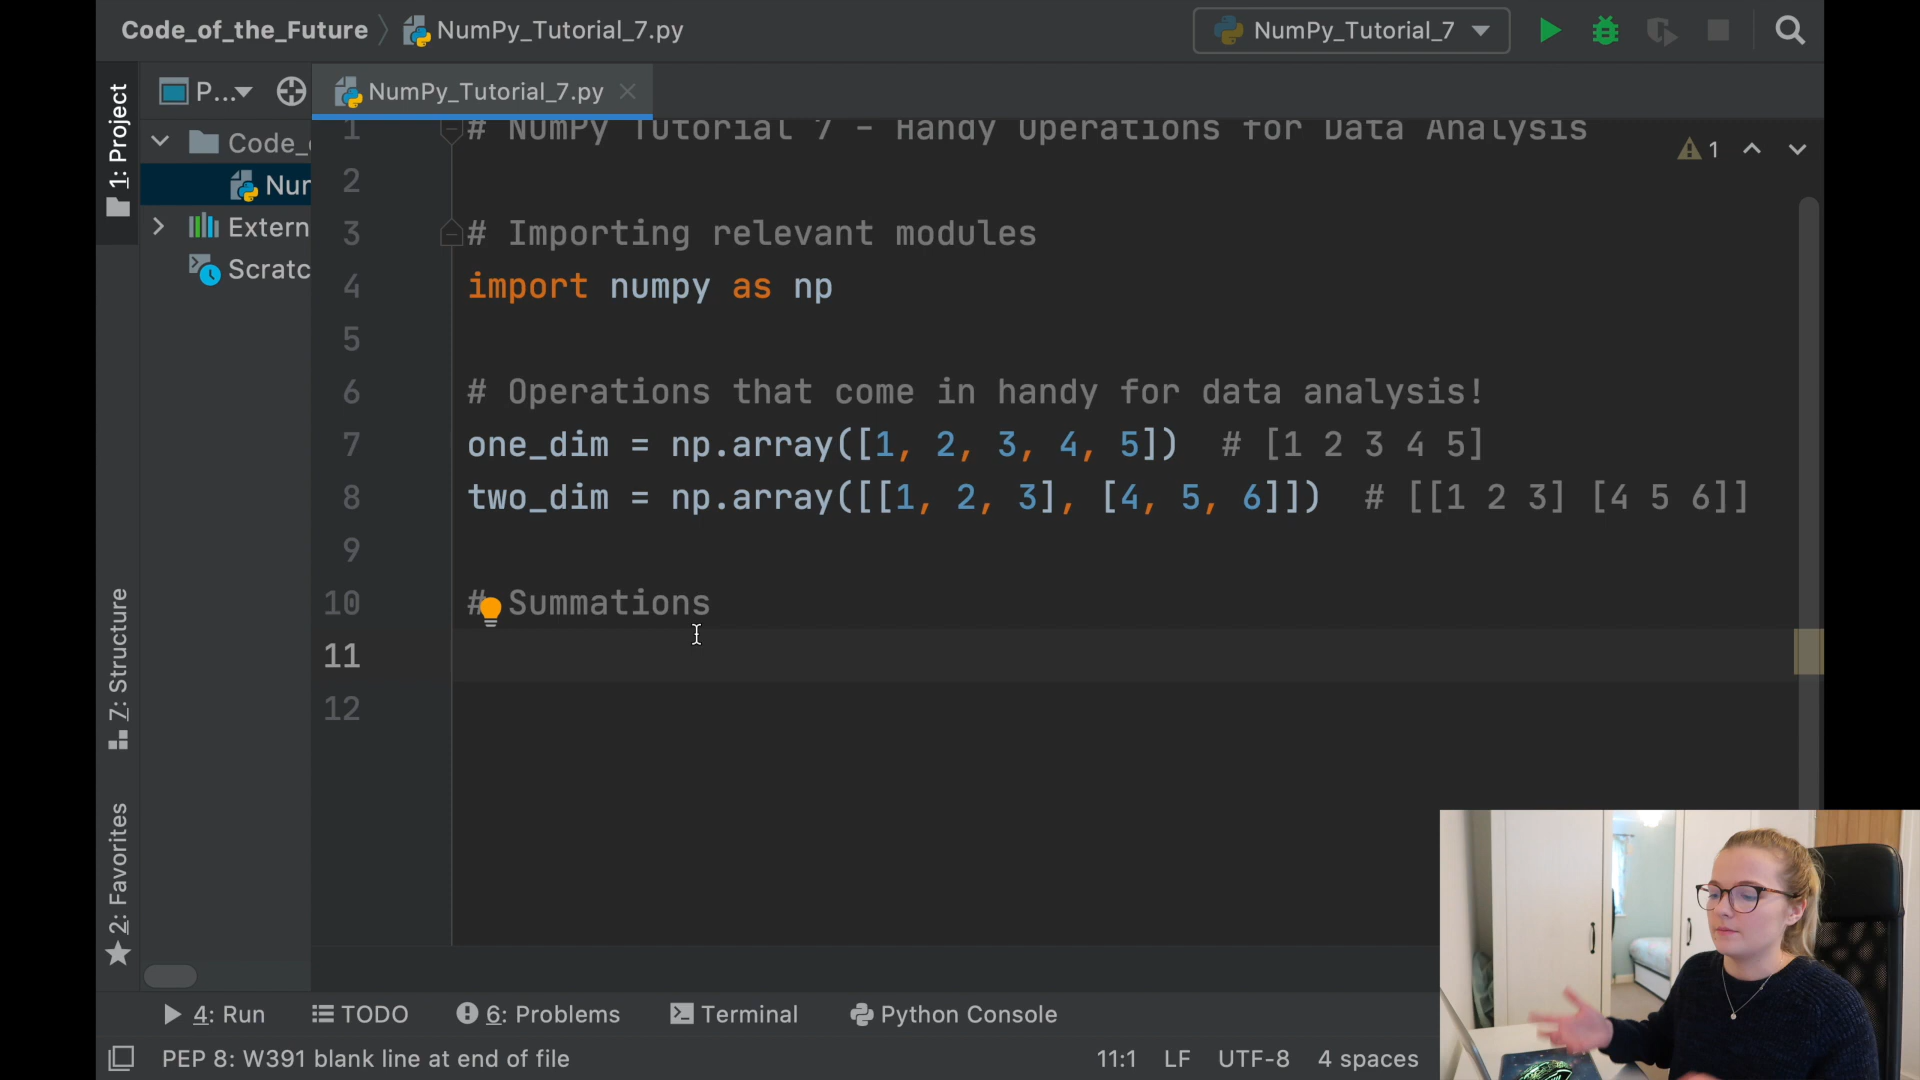 Code_of_the_Future NumPy_Tutorial_7.py NumPy_Tutorial_7
1: Project P... NumPy_Tutorial_7.py
Code_
Nur
Extern
Scratc
1 # NumPy Tutorial 7 - Handy Operations for Data Analysis
1
2
3 # Importing relevant modules
4 import numpy as np
5
6 # Operations that come in handy for data analysis!
7 one_dim = np.array([1, 2, 3, 4, 5])  # [1 2 3 4 5]
8 two_dim = np.array([[1, 2, 3], [4, 5, 6]])  # [[1 2 3] [4 5 6]]
9
10 # Summations
11
12
7: Structure
2: Favorites
4: Run TODO 6: Problems Terminal Python Console
PEP 8: W391 blank line at end of file 11:1 LF UTF-8 4 spaces